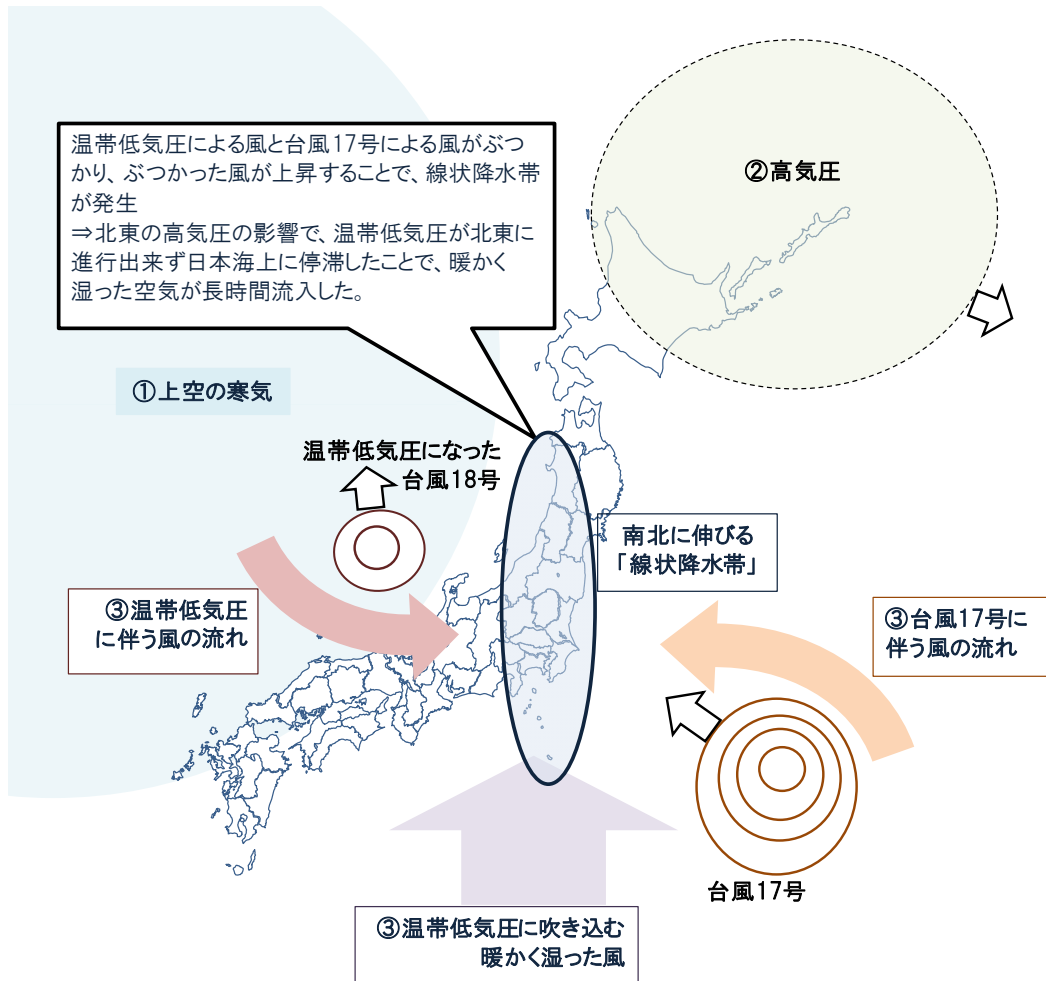 温帯低気圧による風と台風17号による風がぶつ
かり、ぶつかった風が上昇することで、線状降水帯
が発生
⇒北東の高気圧の影響で、温帯低気圧が北東に
進行出来ず日本海上に停滞したことで、暖かく
湿った空気が長時間流入した。
②高気圧
①上空の寒気
温帯低気圧になった
台風18号
南北に伸びる
「線状降水帯」
③温帯低気圧
に伴う風の流れ
③台風17号に
伴う風の流れ
台風17号
③温帯低気圧に吹き込む
暖かく湿った風